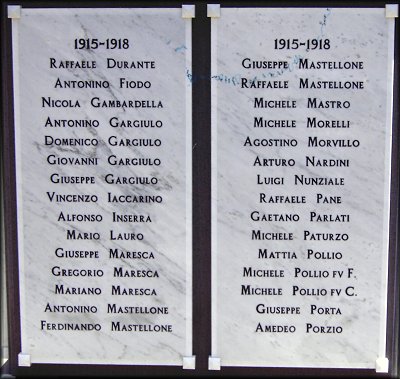 1915-1918
Raffaele Durante
Antonino Fiodo
Nicola Gambardella
Antonino Gargiulo
Domenico Gargiulo
Giovanni Gargiulo
Giuseppe Gargiulo
Vincenzo Iaccarino
Alfonso Inserra
Mario Lauro
Giuseppe Maresca
Gregorio Maresca
Mariano Maresca
Antonino Mastellone
Ferdinando Mastellone
1915-1918
Giuseppe Mastellone
Raffaele Mastellone
Michele Mastro
Michele Morelli
Agostino Morvillo
Arturo Nardini
Luigi Nunziale
Raffaele Pane
Gaetano Parlati
Michele Paturzo
Mattia Pollio
Michele Pollio fv F.
Michele Pollio fv C.
Giuseppe Porta
Amedeo Porzio